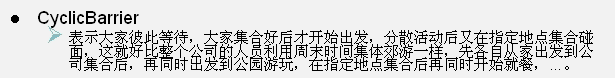 CyclicBarrier
表示大家彼此等待，大家集合好后才开始出发，分散活动后又在指定地点集合碰
面，这就好比整个公司的人员利用周末时间集体郊游一样，先各自从家出发到公
司集合后，再同时出发到公园游玩，在指定地点集合后再同时开始就餐，…。